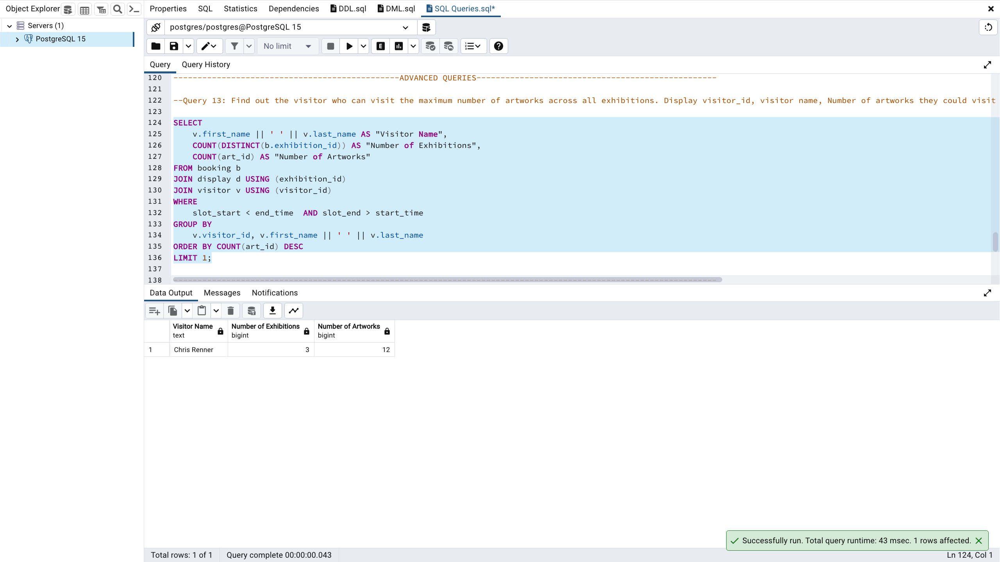 Object Explorer
Servers (1)
PostgreSQL 15
Properties SQL Statistics Dependencies DDL.sql DML.sql SQL Queries.sql*
postgres/postgres@PostgreSQL 15
No limit E
Query Query History
120 -----------------------------------------------ADVANCED QUERIES--------------------------------------------------
121
122 --Query 13: Find out the visitor who can visit the maximum number of artworks across all exhibitions. Display visitor_id, visitor name, Number of artworks they could visit
123
124 SELECT
125 v.first_name || ' ' || v.last_name AS "Visitor Name",
126 COUNT(DISTINCT(b.exhibition_id)) AS "Number of Exhibitions",
127 COUNT(art_id) AS "Number of Artworks"
128 FROM booking b
129 JOIN display d USING (exhibition_id)
130 JOIN visitor v USING (visitor_id)
131 WHERE
132 slot_start < end_time  AND slot_end > start_time
133 GROUP BY
134 v.visitor_id, v.first_name || ' ' || v.last_name
135 ORDER BY COUNT(art_id) DESC
136 LIMIT 1;
137
138
Data Output Messages Notifications
Visitor Name Number of Exhibitions Number of Artworks
text bigint bigint
1 Chris Renner 3 12
Successfully run. Total query runtime: 43 msec. 1 rows affected.
Total rows: 1 of 1 Query complete 00:00:00.043 Ln 124, Col 1